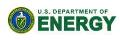 U.S. DEPARTMENT OF
ENERGY